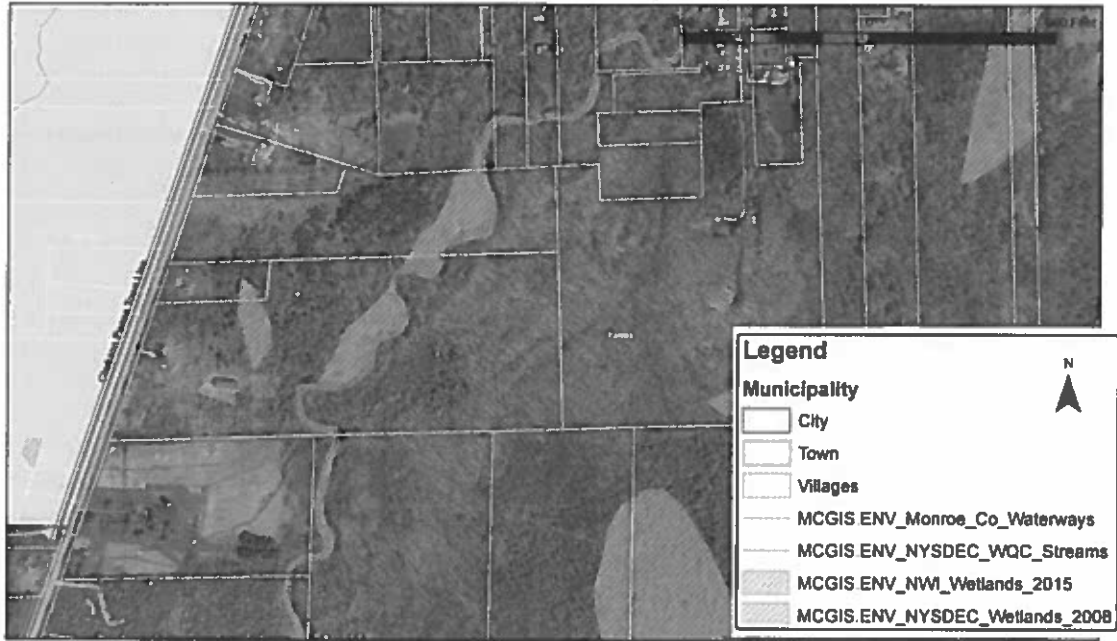 Legend
N
Municipality
City
Town
Villages
MCGIS.ENV_Monroe_Co_Waterways
MCGIS.ENV_NYSDEC_WQC_Streams
MCGIS.ENV_NWI_Wetlands_2015
MCGIS.ENV_NYSDEC_Wetlands_2008